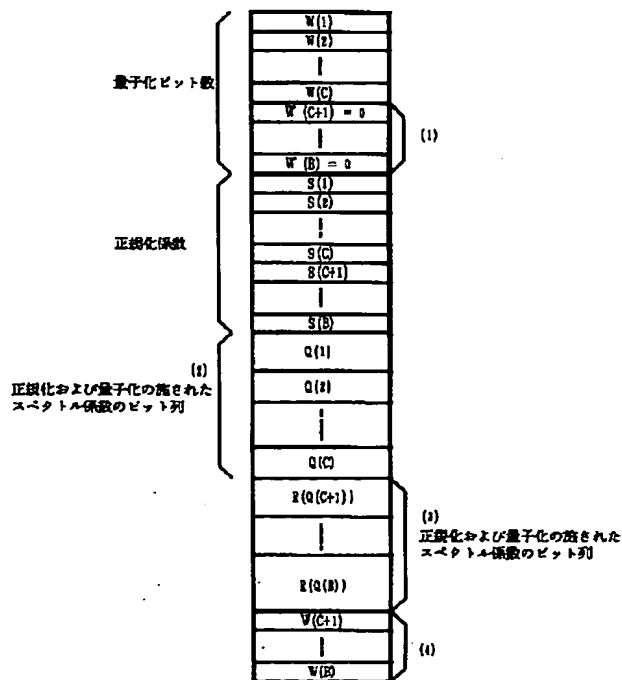 W(1)
W(2)
量子化ビット数
W(C)
W'(C+1) = 0
(1)
W'(B) = 0
S(1)
S(2)
正規化係数
S(C)
S(C+1)
S(B)
(2)
正規化および量子化の施された
スペクトル係数のビット列
Q(1)
Q(2)
Q(C)
R(Q(C+1))
(3)
正規化および量子化の施された
スペクトル係数のビット列
R(Q(B))
W(C+1)
(4)
W(B)